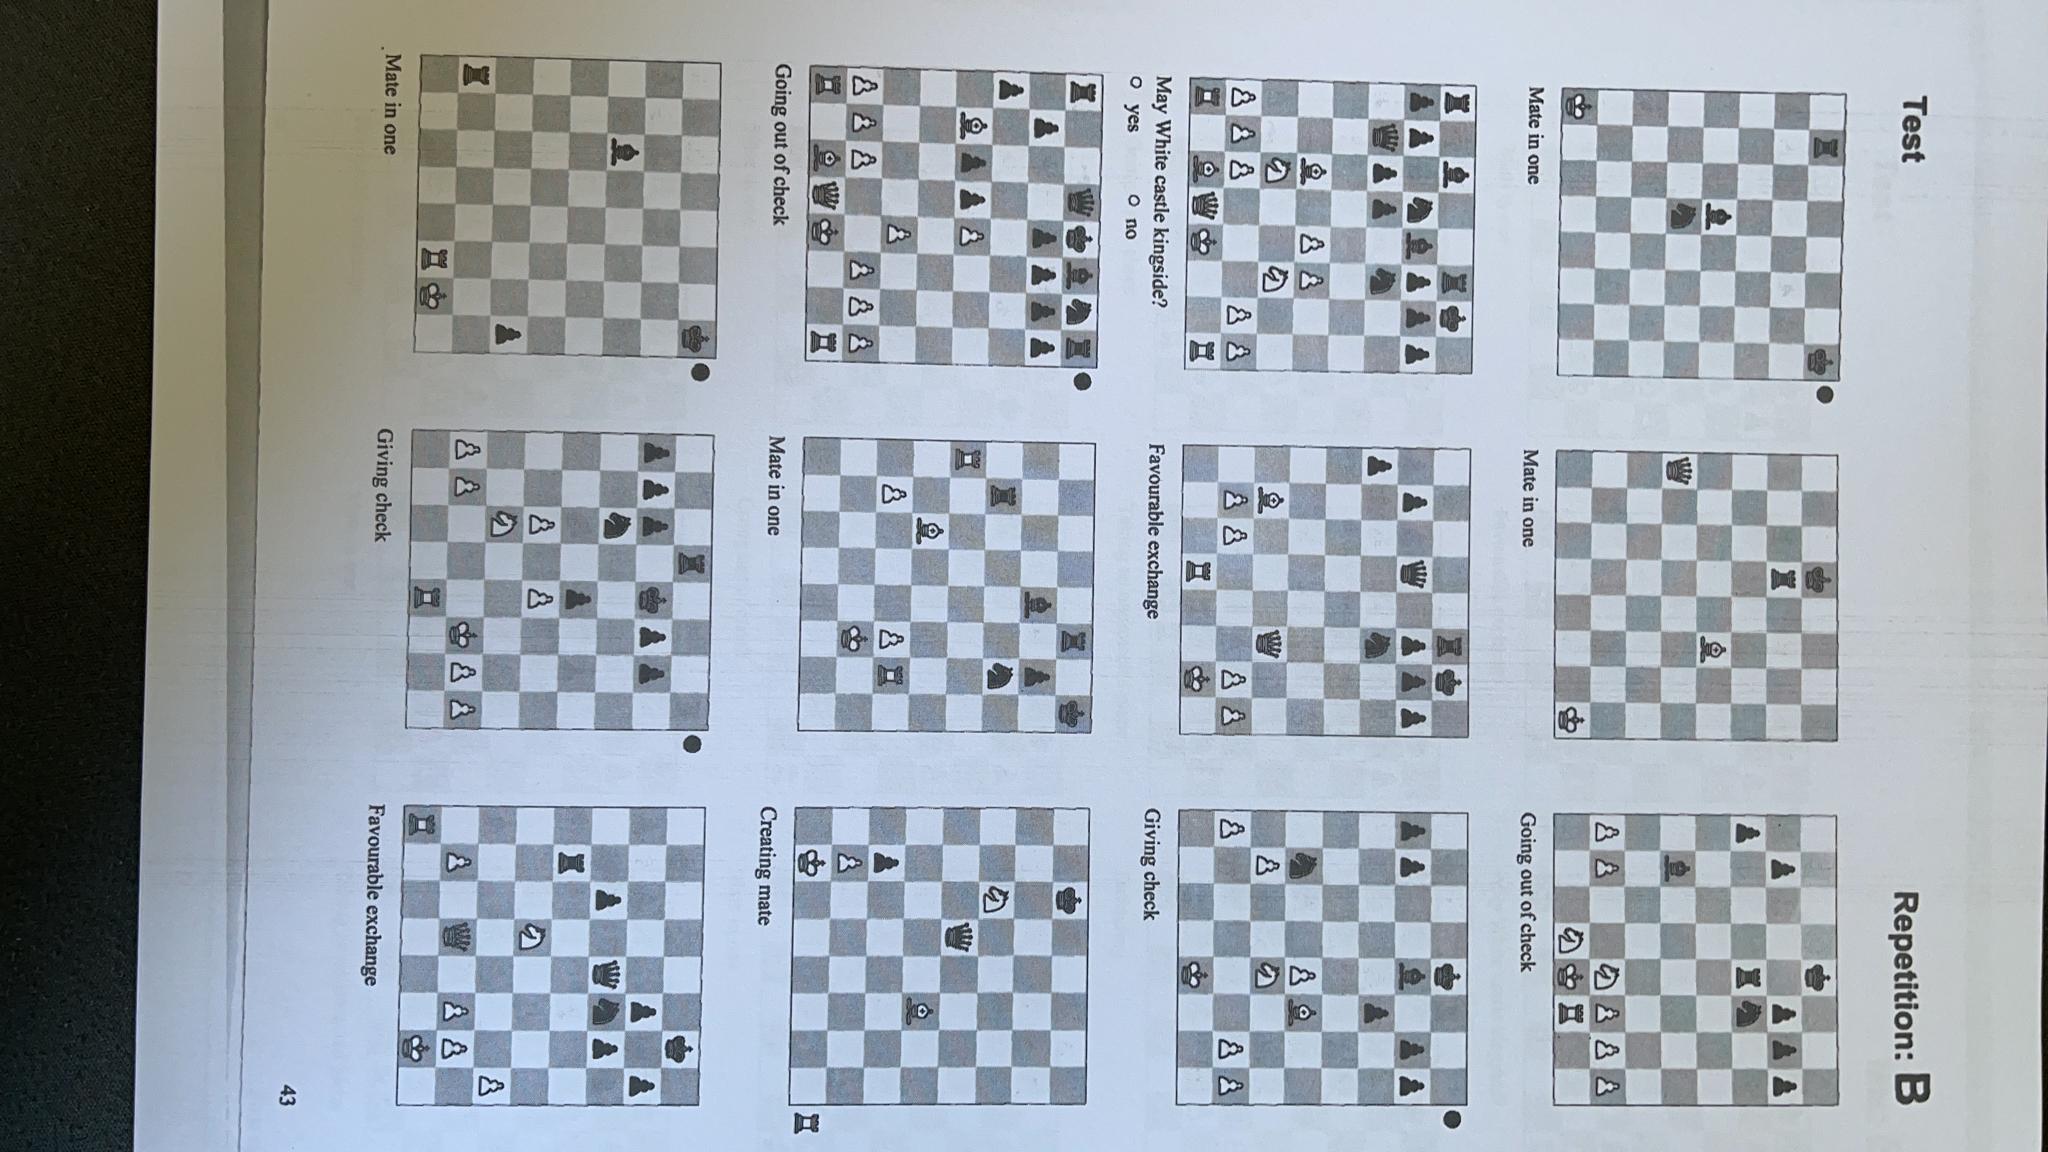 Test
Repetition: B
Mate in one
Mate in one
Going out of check
May White castle kingside?
yes
no
Favourable exchange
Giving check
Going out of check
Mate in one
Creating mate
Mate in one
Giving check
Favourable exchange
43